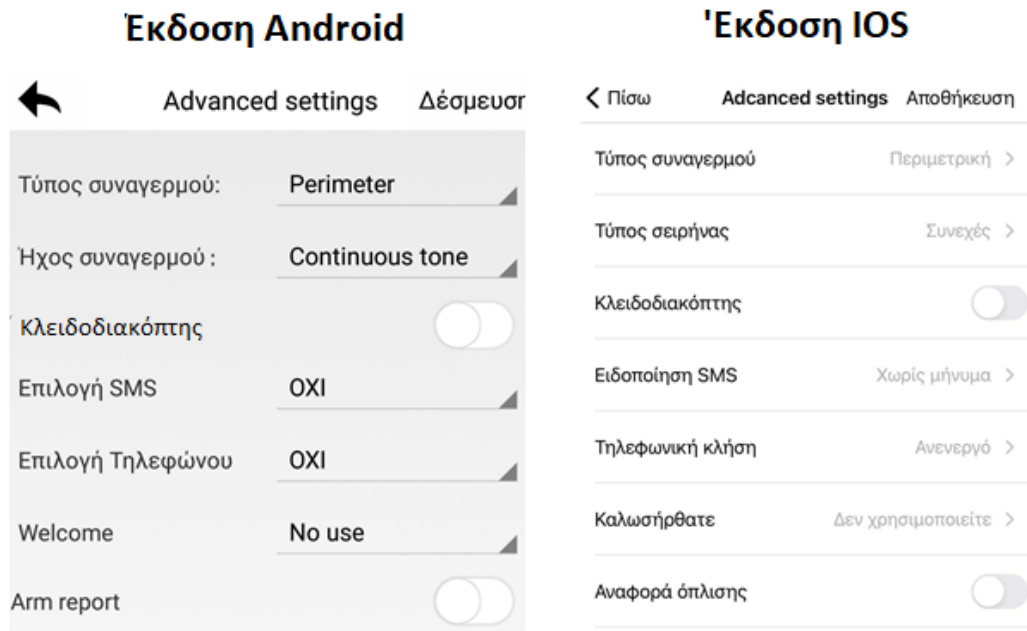 Έκδοση Android
Advanced settings Δέσμευση
Τύπος συναγερμού: Perimeter
Ήχος συναγερμού : Continuous tone
Κλειδοδιακόπτης
Επιλογή SMS ΟΧΙ
Επιλογή Τηλεφώνου ΟΧΙ
Welcome No use
Arm report
'Εκδοση IOS
Πίσω Adcanced settings Αποθήκευση
Τύπος συναγερμού Περιμετρική
Τύπος σειρήνας Συνεχές
Κλειδοδιακόπτης
Ειδοποίηση SMS Χωρίς μήνυμα
Τηλεφωνική κλήση Ανενεργό
Καλωσήρθατε Δεν χρησιμοποιείτε
Αναφορά όπλισης